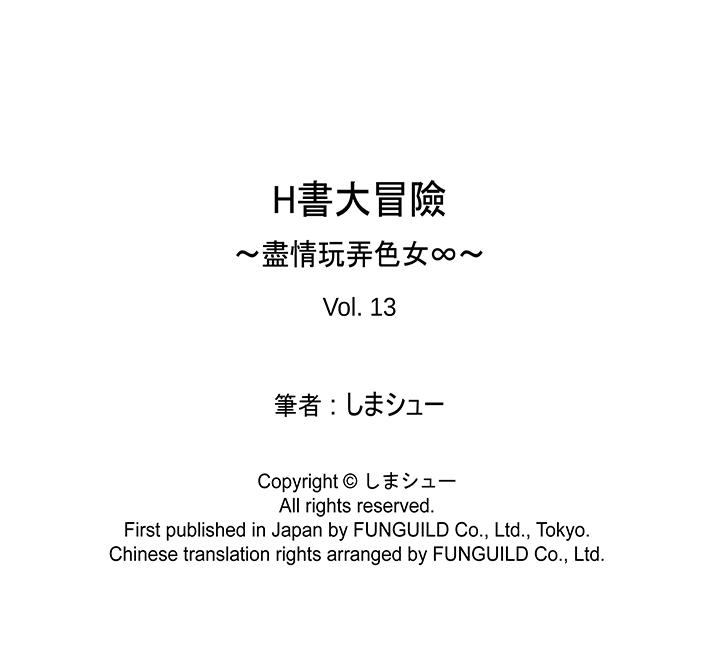 H書大冒險
～盡情玩弄色女∞～
Vol. 13
筆者 : しまシュー
Copyright © しまシュー
All rights reserved.
First published in Japan by FUNGUILD Co., Ltd., Tokyo.
Chinese translation rights arranged by FUNGUILD Co., Ltd.